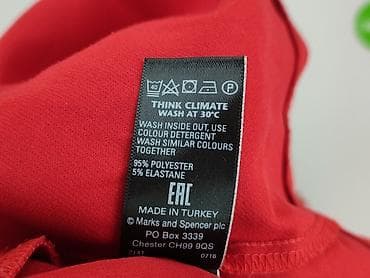 THINK CLIMATE
WASH AT 30°C
WASH INSIDE OUT, USE
COLOUR DETERGENT
WASH SIMILAR COLOURS
TOGETHER
95% POLYESTER
5% ELASTANE
EAC
MADE IN TURKEY
© Marks and Spencer plc
PO Box 3339
Chester CH99 9QS
0716